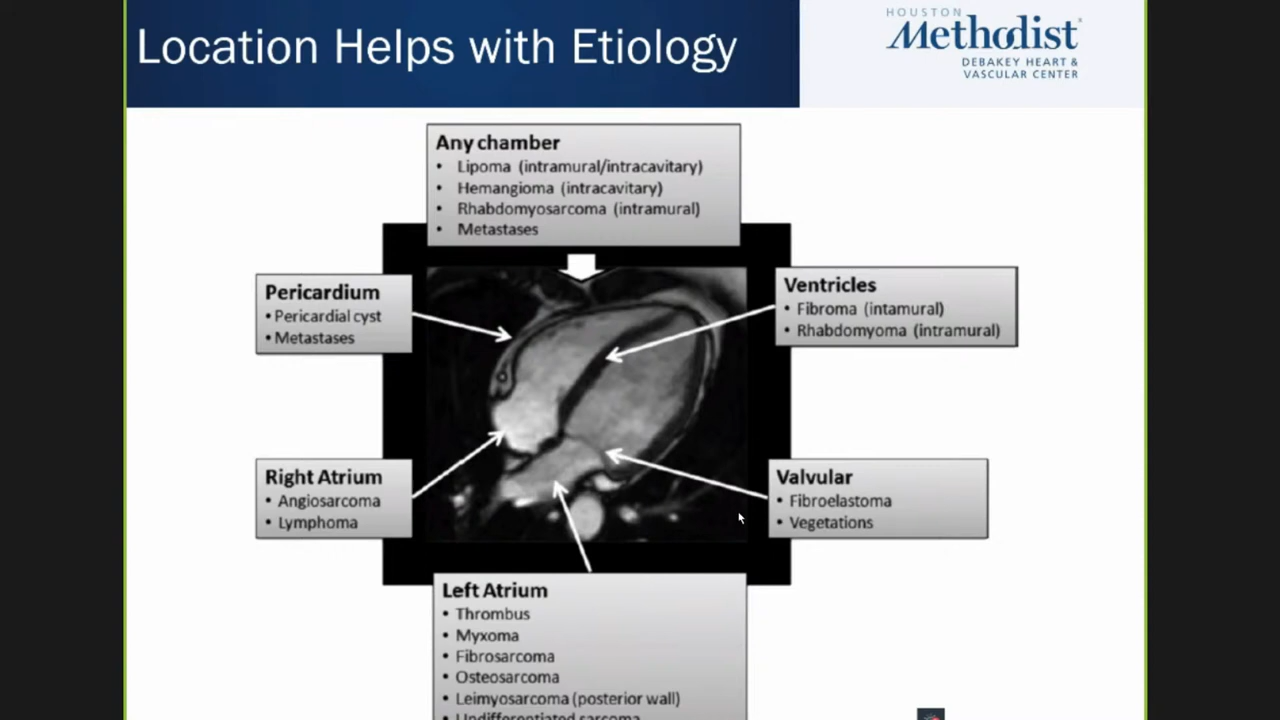 Location Helps with Etiology
HOUSTON
Methodist
DEBAKEY HEART &
VASCULAR CENTER
Any chamber
• Lipoma (intramural/intracavitary)
• Hemangioma (intracavitary)
• Rhabdomyosarcoma (intramural)
• Metastases
Pericardium
• Pericardial cyst
• Metastases
Ventricles
• Fibroma (intamural)
• Rhabdomyoma (intramural)
Right Atrium
• Angiosarcoma
• Lymphoma
Valvular
• Fibroelastoma
• Vegetations
Left Atrium
• Thrombus
• Myxoma
• Fibrosarcoma
• Osteosarcoma
• Leimyosarcoma (posterior wall)
• Undifferentiated sarcoma